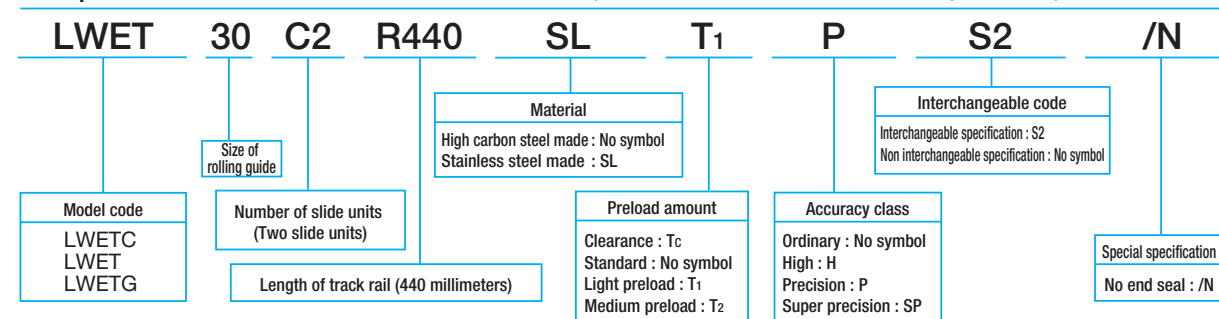 LWET 30 C2 R440 SL T1 P S2 /N
Size of
rolling guide
Material
High carbon steel made : No symbol
Stainless steel made : SL
Interchangeable code
Interchangeable specification : S2
Non interchangeable specification : No symbol
Model code
LWETC
LWET
LWETG
Number of slide units
(Two slide units)
Length of track rail (440 millimeters)
Preload amount
Clearance : Tc
Standard : No symbol
Light preload : T1
Medium preload : T2
Accuracy class
Ordinary : No symbol
High : H
Precision : P
Super precision : SP
Special specification
No end seal : /N